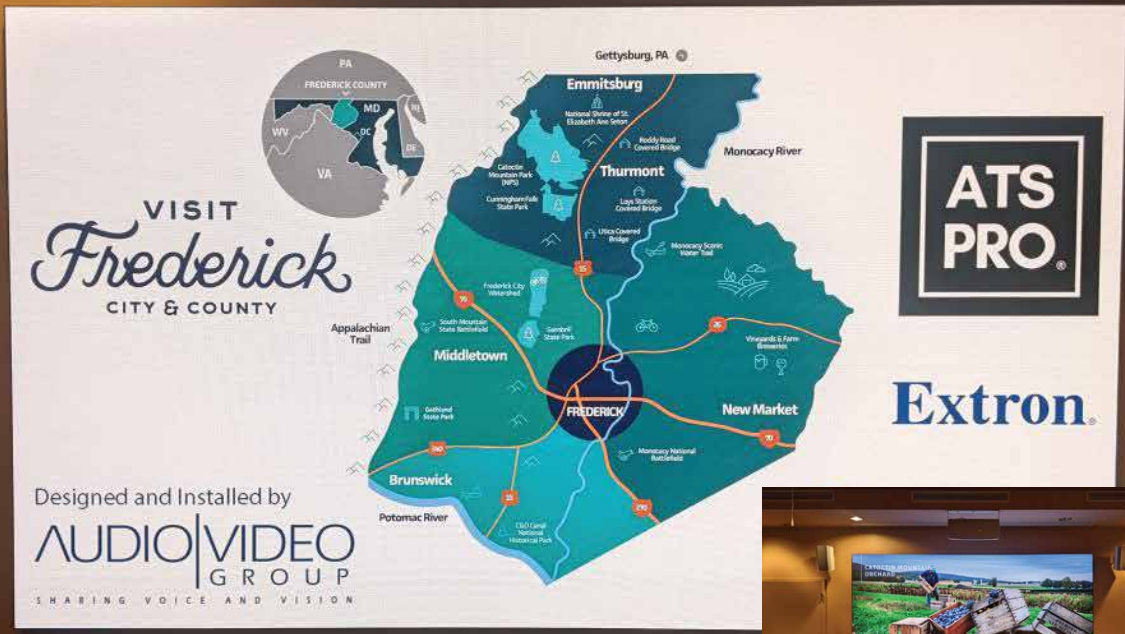 PA
FREDERICK COUNTY
MD
NJ
WV
DC
DE
VA
VISIT
Frederick
CITY & COUNTY
Gettysburg, PA
Emmitsburg
National Shrine of St.
Elizabeth Ann Seton
Roddy Road
Covered Bridge
Monocacy River
Catoctin
Mountain Park
(NPS)
Thurmont
Cunningham Falls
State Park
Loys Station
Covered Bridge
Utica Covered
Bridge
Monocacy Scenic
Water Trail
15
Frederick City
Watershed
70
South Mountain
State Battlefield
Gambrill
State Park
26
Appalachian
Trail
Middletown
Vineyards & Farm
Breweries
FREDERICK
New Market
Gathland
State Park
70
340
Monocacy National
Battlefield
Brunswick
15
270
Potomac River
C&O Canal
National
Historical Park
ATS
PRO®
Extron®
Designed and Installed by
AUDIO|VIDEO
GROUP
SHARING VOICE AND VISION
CATOCTIN MOUNTAIN
ORCHARD